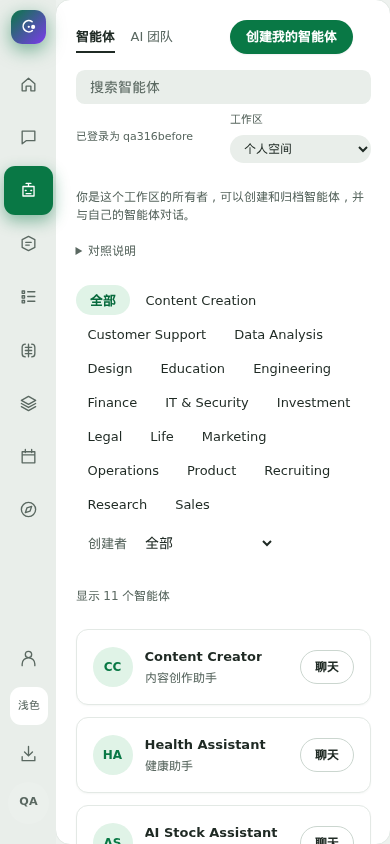 智能体 AI 团队 创建我的智能体
搜索智能体
已登录为 qa316before
工作区
个人空间
你是这个工作区的所有者，可以创建和归档智能体，并
与自己的智能体对话。
对照说明
全部 Content Creation
Customer Support Data Analysis
Design Education Engineering
Finance IT & Security Investment
Legal Life Marketing
Operations Product Recruiting
Research Sales
创建者 全部
显示 11 个智能体
CC Content Creator 聊天
内容创作助手
HA Health Assistant 聊天
健康助手
AS AI Stock Assistant 聊天
浅色
QA